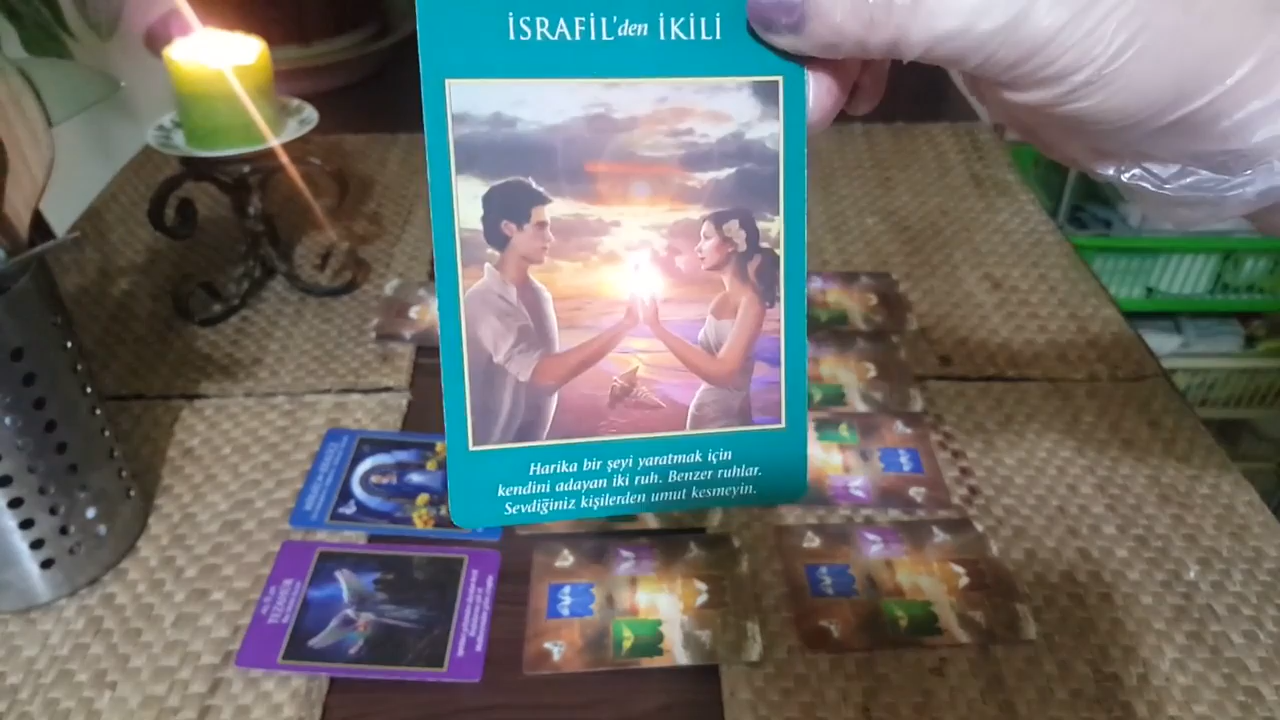 İSRAFİL'den İKİLİ
Harika bir şeyi yaratmak için
kendini adayan iki ruh. Benzer ruhlar.
Sevdiğiniz kişilerden umut kesmeyin.